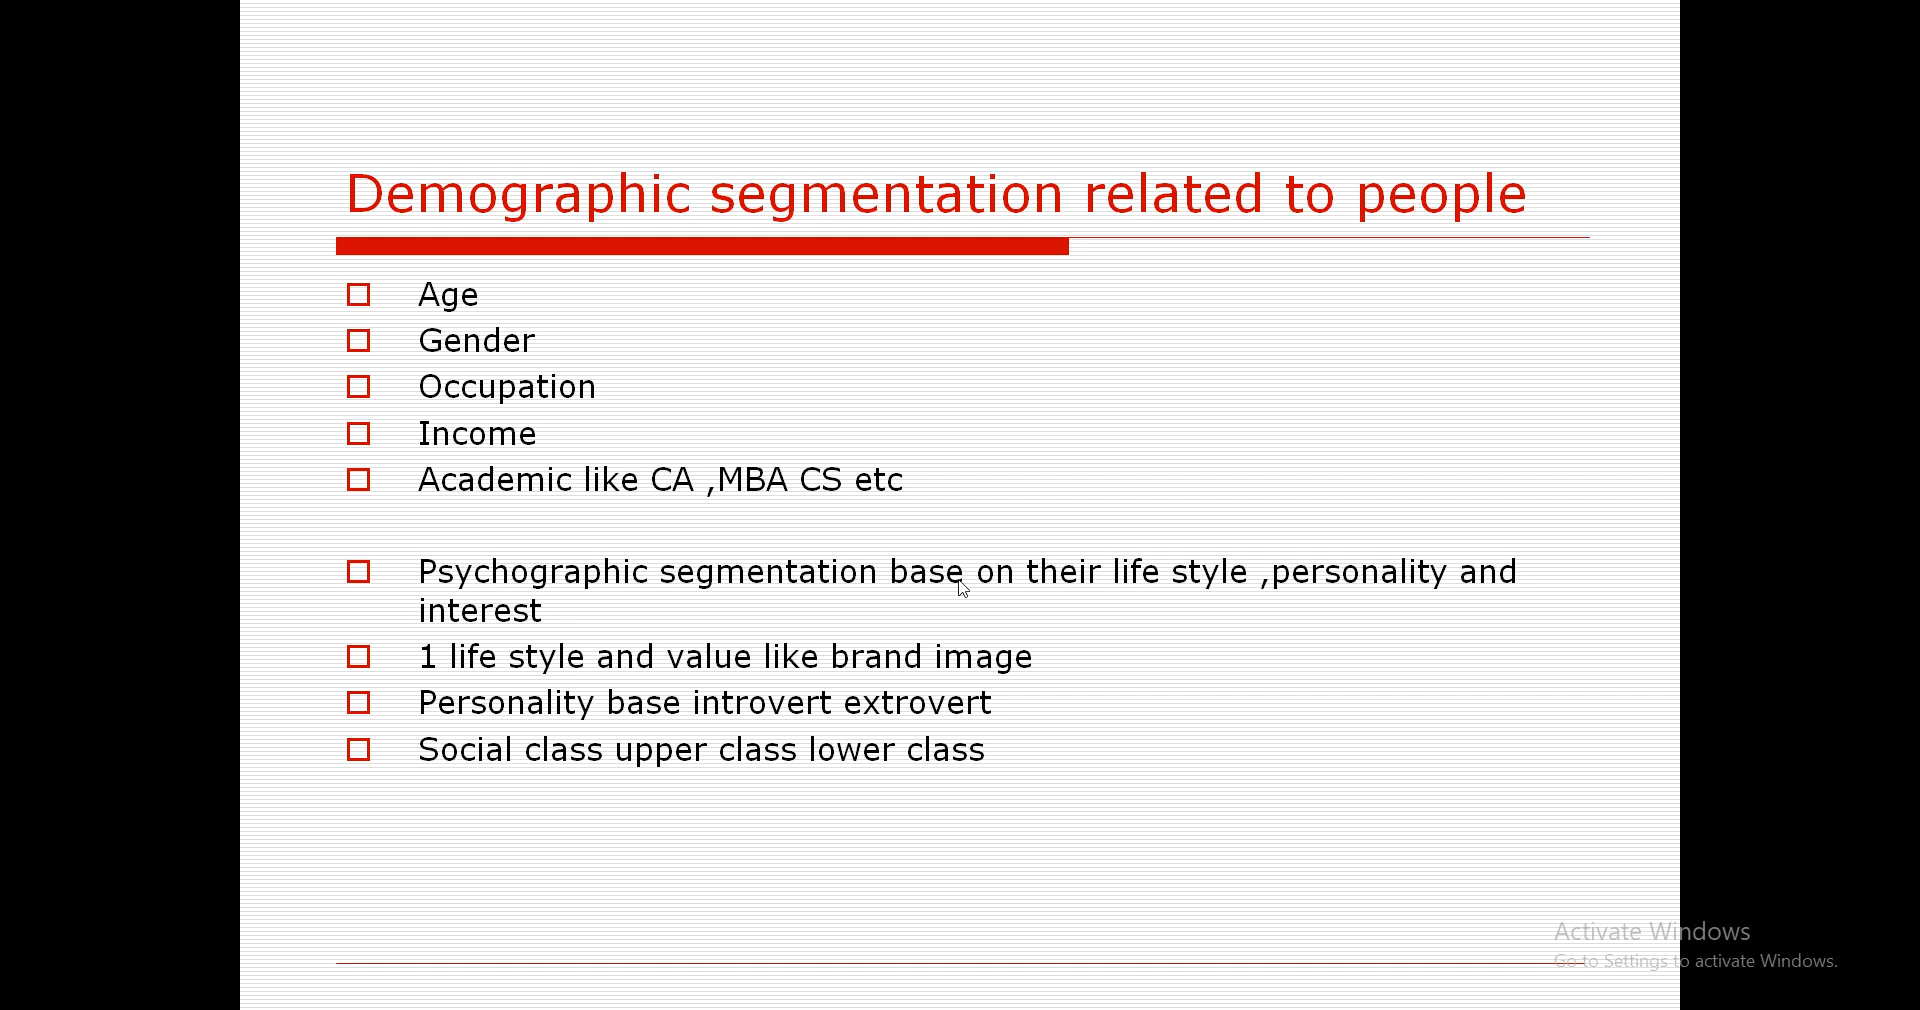 Demographic segmentation related to people
Age
Gender
Occupation
Income
Academic like CA ,MBA CS etc
Psychographic segmentation base on their life style ,personality and
interest
1 life style and value like brand image
Personality base introvert extrovert
Social class upper class lower class
Activate Windows
Go to Settings to activate Windows.